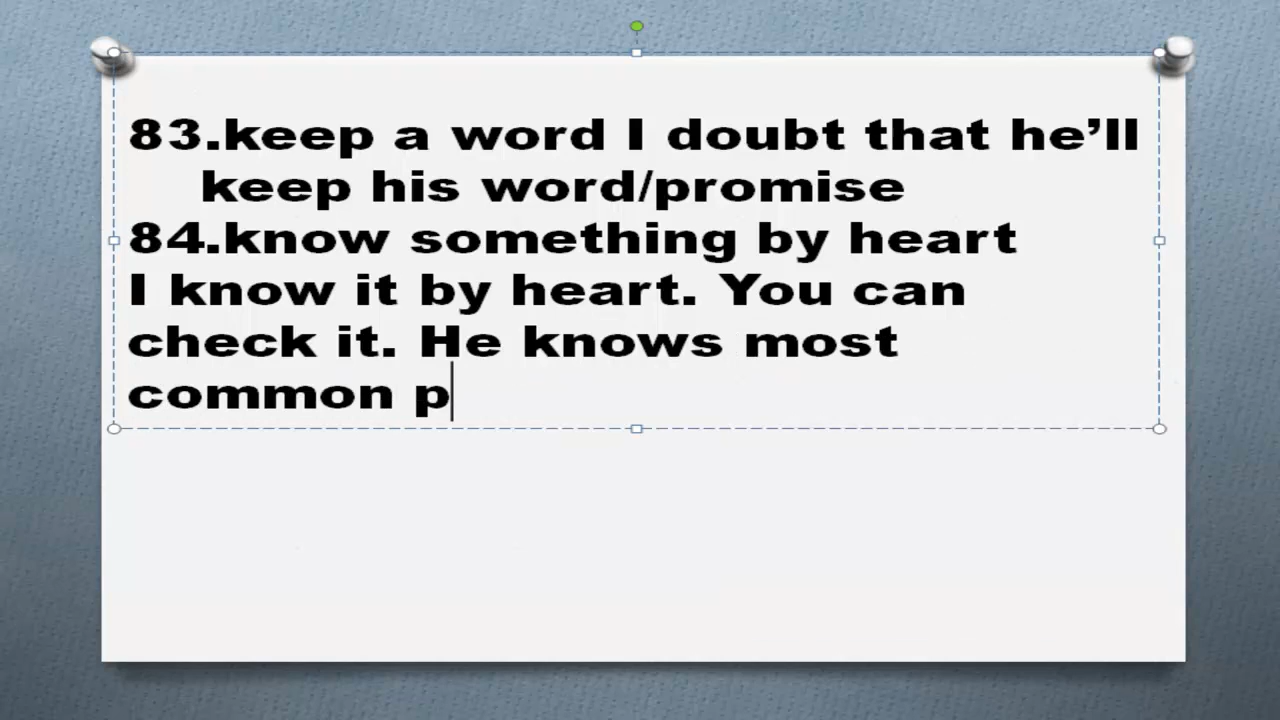 83.keep a word I doubt that he’ll
keep his word/promise
84.know something by heart
I know it by heart. You can
check it. He knows most
common p